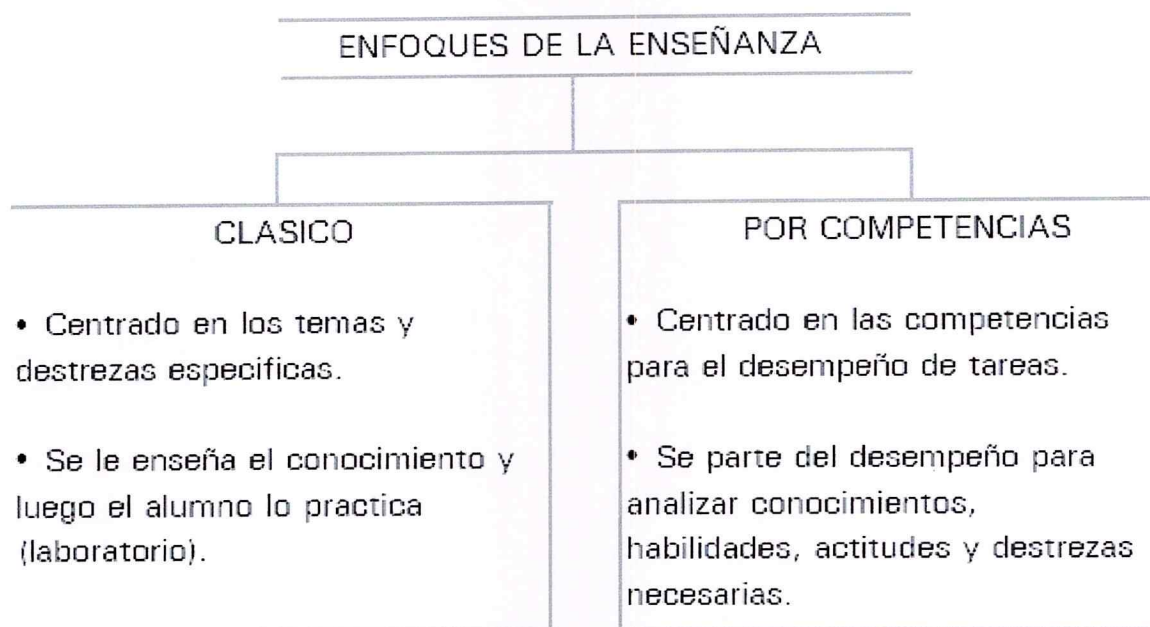 ENFOQUES DE LA ENSEÑANZA
CLASICO
• Centrado en los temas y
destrezas especificas.
• Se le enseña el conocimiento y
luego el alumno lo practica
(laboratorio).
POR COMPETENCIAS
• Centrado en las competencias
para el desempeño de tareas.
• Se parte del desempeño para
analizar conocimientos,
habilidades, actitudes y destrezas
necesarias.